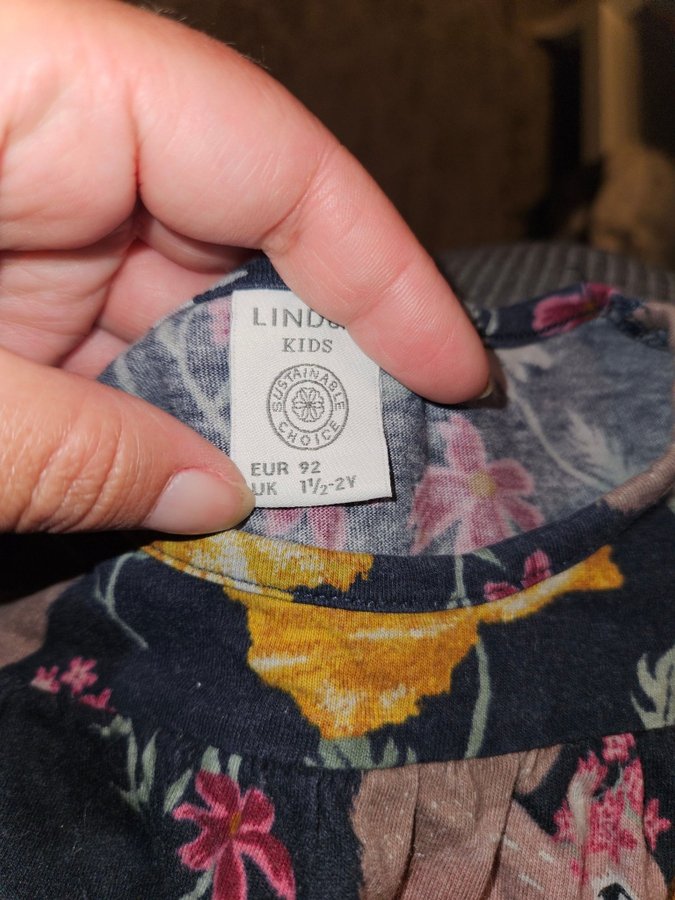 KIDS
SUSTAINABLE
CHOICE
EUR 92
UK 1½-2Y